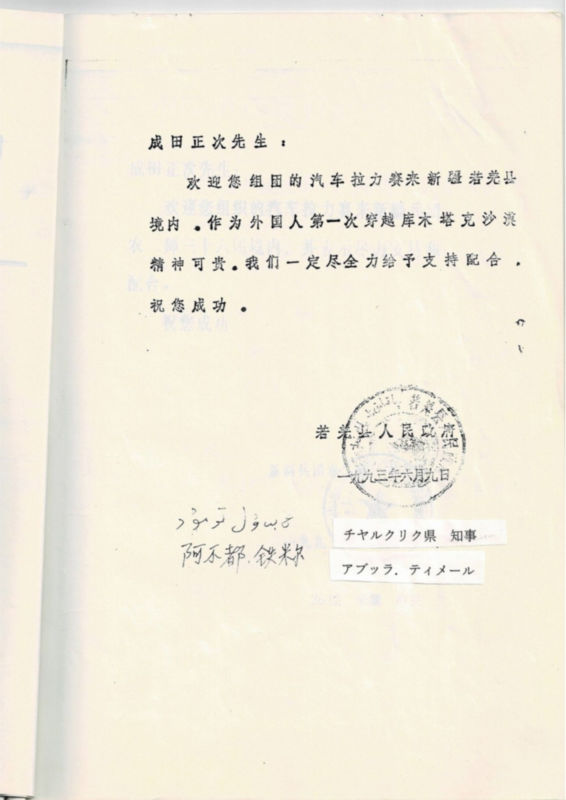 成田正次先生：
欢迎您组团的汽车拉力赛来新疆若羌县
境内。作为外国人第一次穿越库木塔克沙漠
精神可贵。我们一定尽全力给予支持配合。
祝您成功。
若羌县人民政府
一九九三年六月九日
阿不都.铁米尔
チヤルクリク県 知事
アブッラ．ティメール